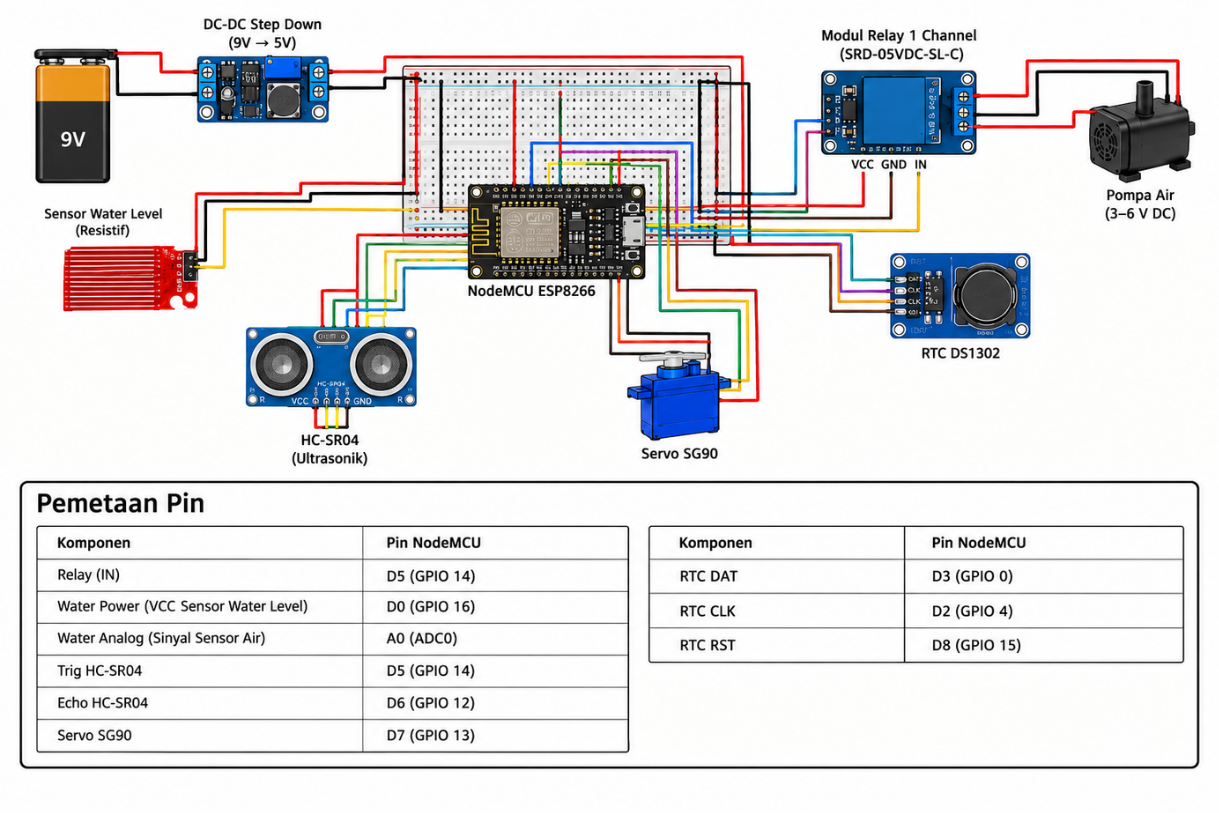 DC-DC Step Down
(9V → 5V)
Modul Relay 1 Channel
(SRD-05VDC-SL-C)
9V
VCC GND IN
Pompa Air
(3–6 V DC)
Sensor Water Level
(Resistif)
NodeMCU ESP8266
CLK
CLK
RTC DS1302
HC-SR04
R
VCC
GND
R
HC-SR04
(Ultrasonik)
Servo SG90
Pemetaan Pin
Komponen Pin NodeMCU
Relay (IN) D5 (GPIO 14)
Water Power (VCC Sensor Water Level) D0 (GPIO 16)
Water Analog (Sinyal Sensor Air) A0 (ADC0)
Trig HC-SR04 D5 (GPIO 14)
Echo HC-SR04 D6 (GPIO 12)
Servo SG90 D7 (GPIO 13)
Komponen Pin NodeMCU
RTC DAT D3 (GPIO 0)
RTC CLK D2 (GPIO 4)
RTC RST D8 (GPIO 15)